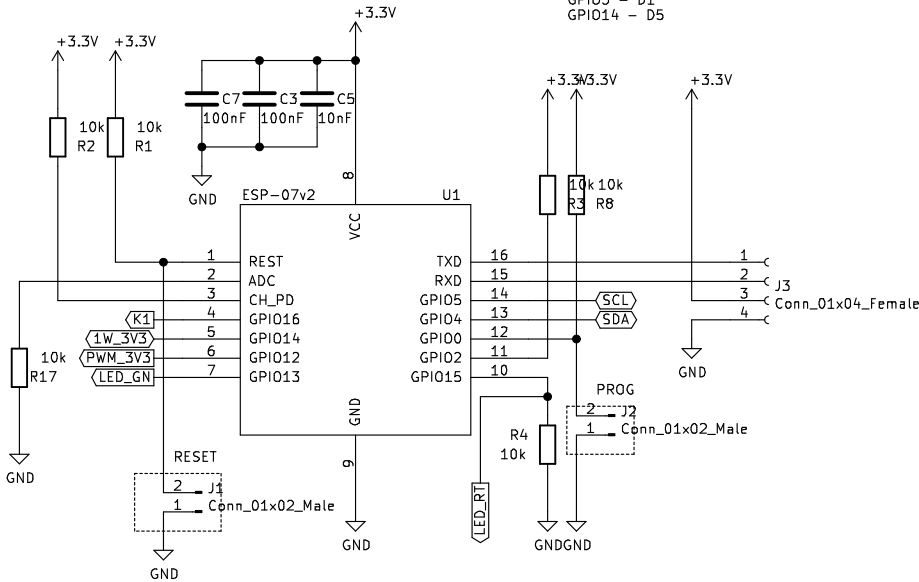 GPIO5 - D1
GPIO14 - D5
+3.3V
+3.3V
+3.3V
+3.3V
+3.3V
+3.3V
10k
R2
10k
R1
C7
100nF
C3
100nF
C5
10nF
GND
8
ESP-07v2
U1
VCC
10k
R3
10k
R8
1
REST
2
ADC
3
CH_PD
4
GPIO16
5
GPIO14
6
GPIO12
7
GPIO13
K1
1W_3V3
PWM_3V3
LED_GN
TXD
16
RXD
15
GPIO5
14
GPIO4
13
GPIO0
12
GPIO2
11
GPIO15
10
SCL
SDA
1
2
3
4
J3
Conn_01x04_Female
GND
10k
R17
GND
GND
9
GND
RESET
2
1
J1
Conn_01x02_Male
GND
R4
10k
LED_RT
GND
GND
PROG
2
1
J2
Conn_01x02_Male